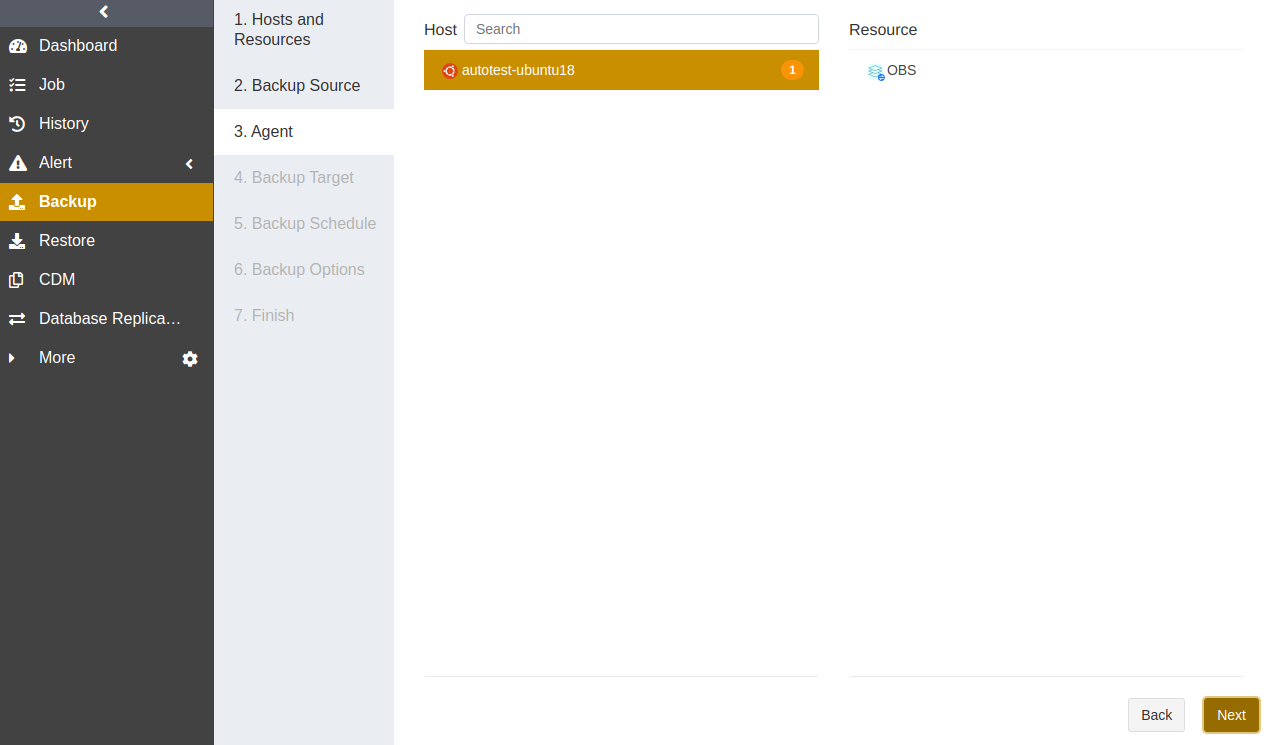 Dashboard
Job
History
Alert
Backup
Restore
CDM
Database Replica…
More
1. Hosts and
Resources
2. Backup Source
3. Agent
4. Backup Target
5. Backup Schedule
6. Backup Options
7. Finish
Host
Search
autotest-ubuntu18
1
Resource
OBS
Back
Next